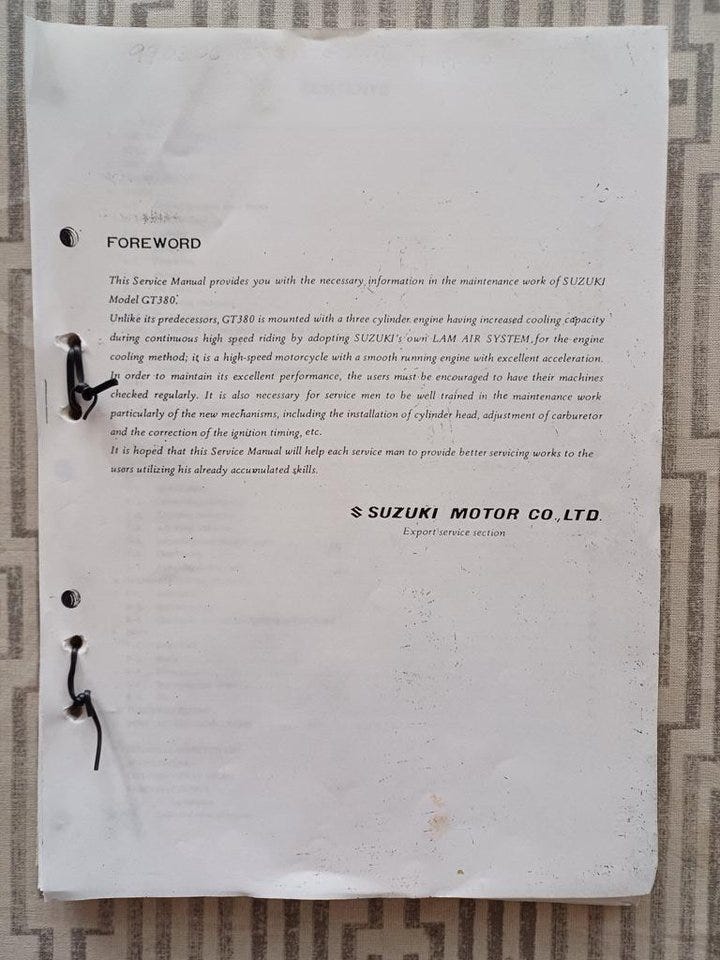 FOREWORD
This Service Manual provides you with the necessary information in the maintenance work of SUZUKI
Model GT380.
Unlike its predecessors, GT380 is mounted with a three cylinder engine having increased cooling capacity
during continuous high speed riding by adopting SUZUKI's own LAM AIR SYSTEM for the engine
cooling method; it is a high-speed motorcycle with a smooth running engine with excellent acceleration.
In order to maintain its excellent performance, the users must be encouraged to have their machines
checked regularly. It is also necessary for service men to be well trained in the maintenance work
particularly of the new mechanisms, including the installation of cylinder head, adjustment of carburetor
and the correction of the ignition timing, etc.
It is hoped that this Service Manual will help each service man to provide better servicing works to the
users utilizing his already accumulated skills.
SUZUKI MOTOR CO.,LTD.
Export service section